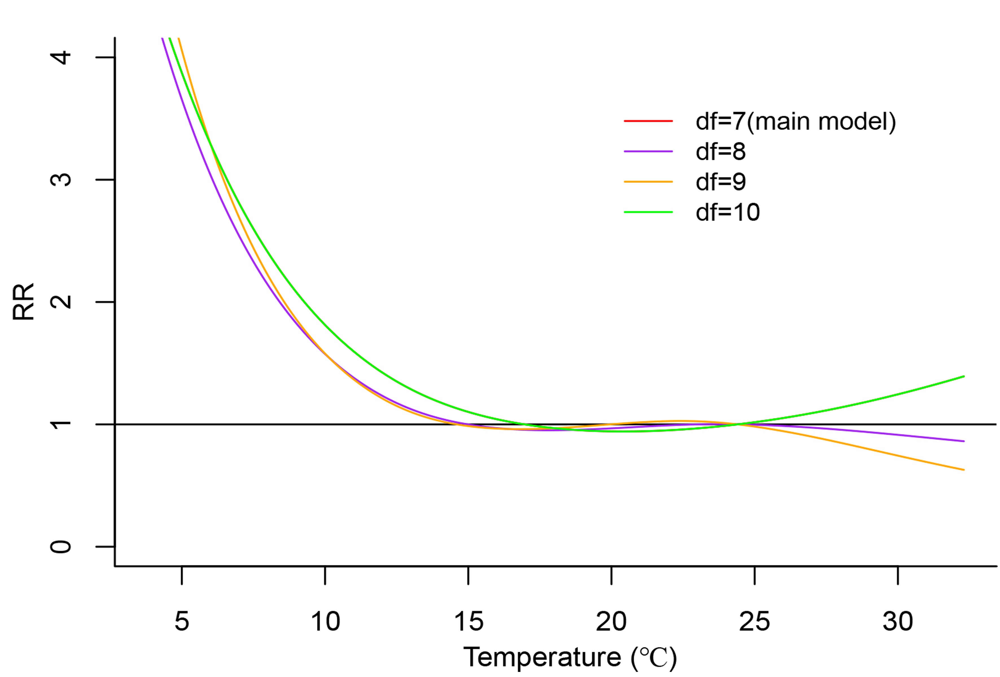 4
3
2
1
0
RR
df=7(main model)
df=8
df=9
df=10
5 10 15 20 25 30
Temperature (℃)